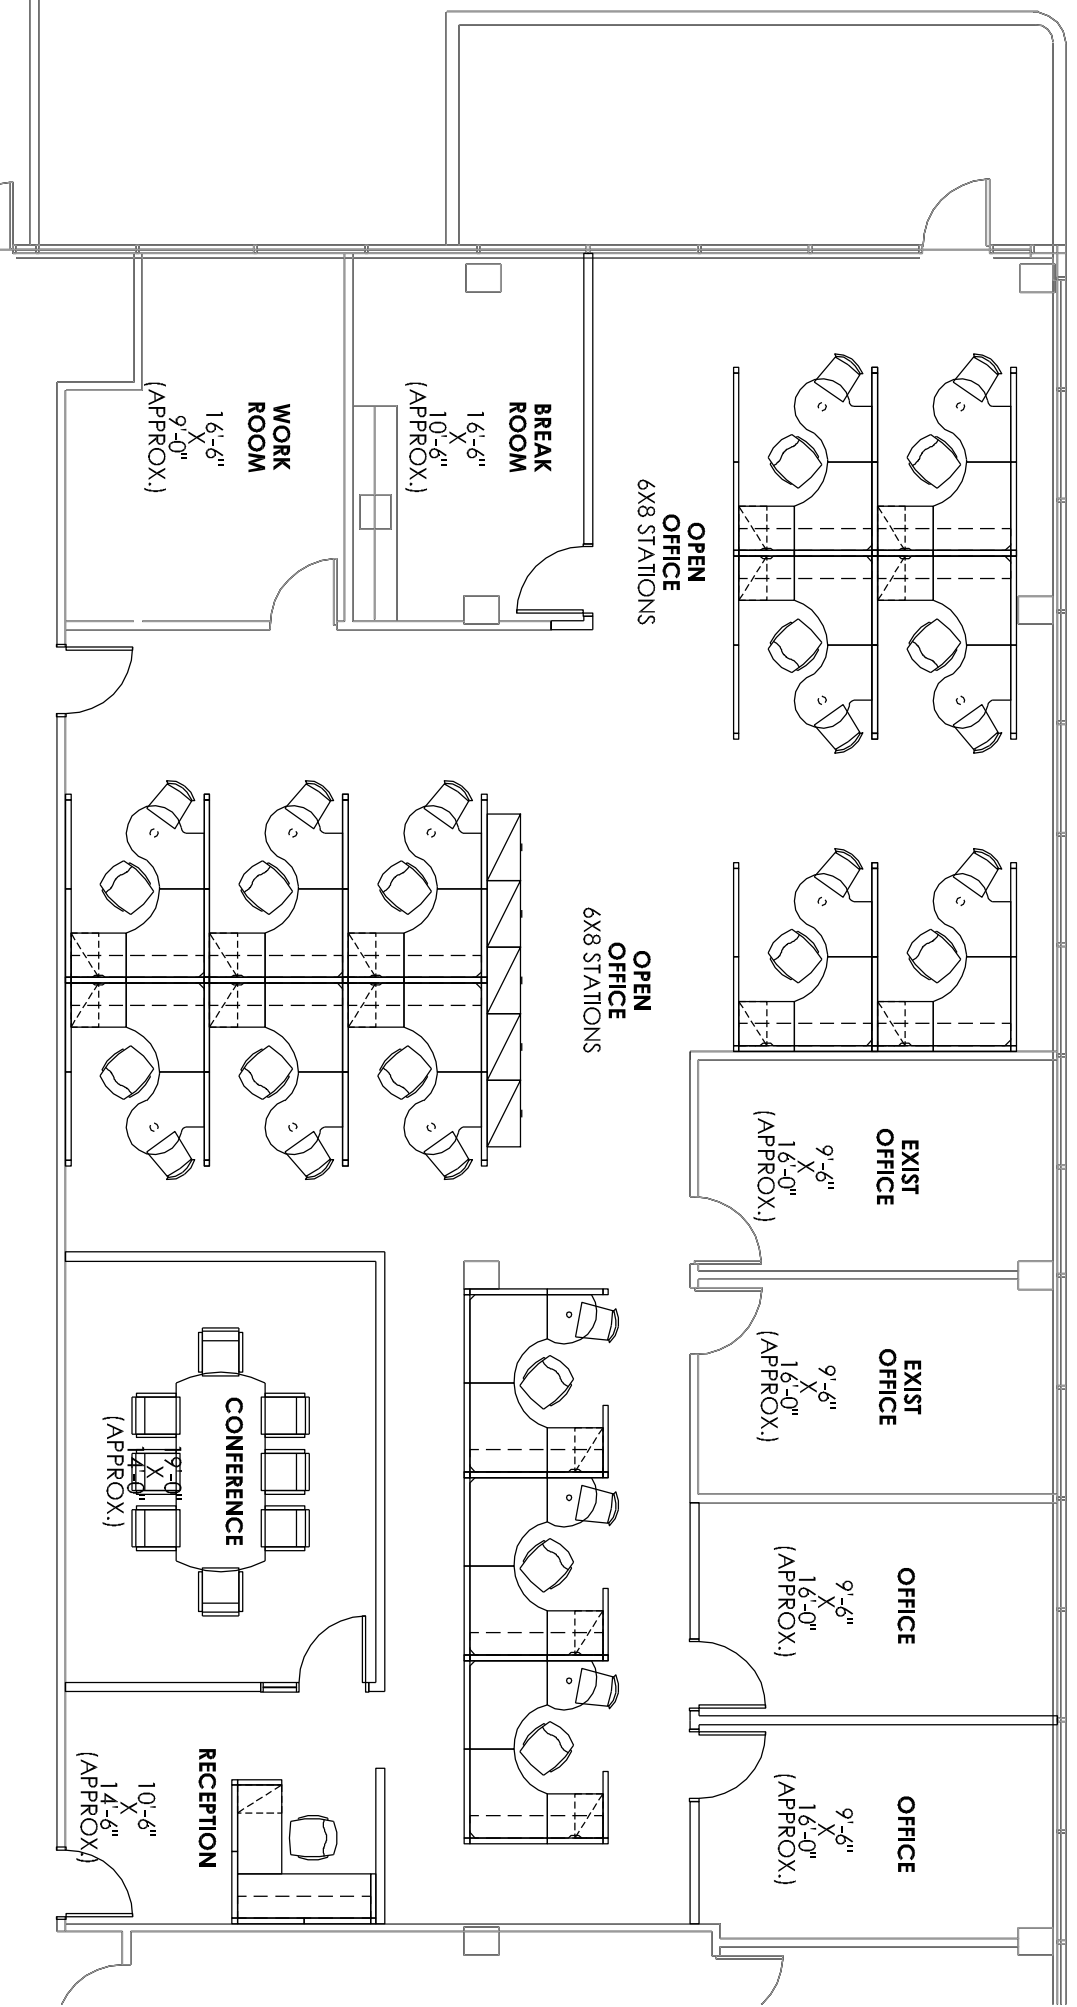 WORK
ROOM
16'-6"
X
9'-0"
(APPROX.)
BREAK
ROOM
16'-6"
X
10'-6"
(APPROX.)
OPEN
OFFICE
6X8 STATIONS
OPEN
OFFICE
6X8 STATIONS
EXIST
OFFICE
9'-6"
X
16'-0"
(APPROX.)
EXIST
OFFICE
9'-6"
X
16'-0"
(APPROX.)
CONFERENCE
19'-0"
X
14'-0"
(APPROX.)
OFFICE
9'-6"
X
16'-0"
(APPROX.)
RECEPTION
10'-6"
X
14'-6"
(APPROX.)
OFFICE
9'-6"
X
16'-0"
(APPROX.)